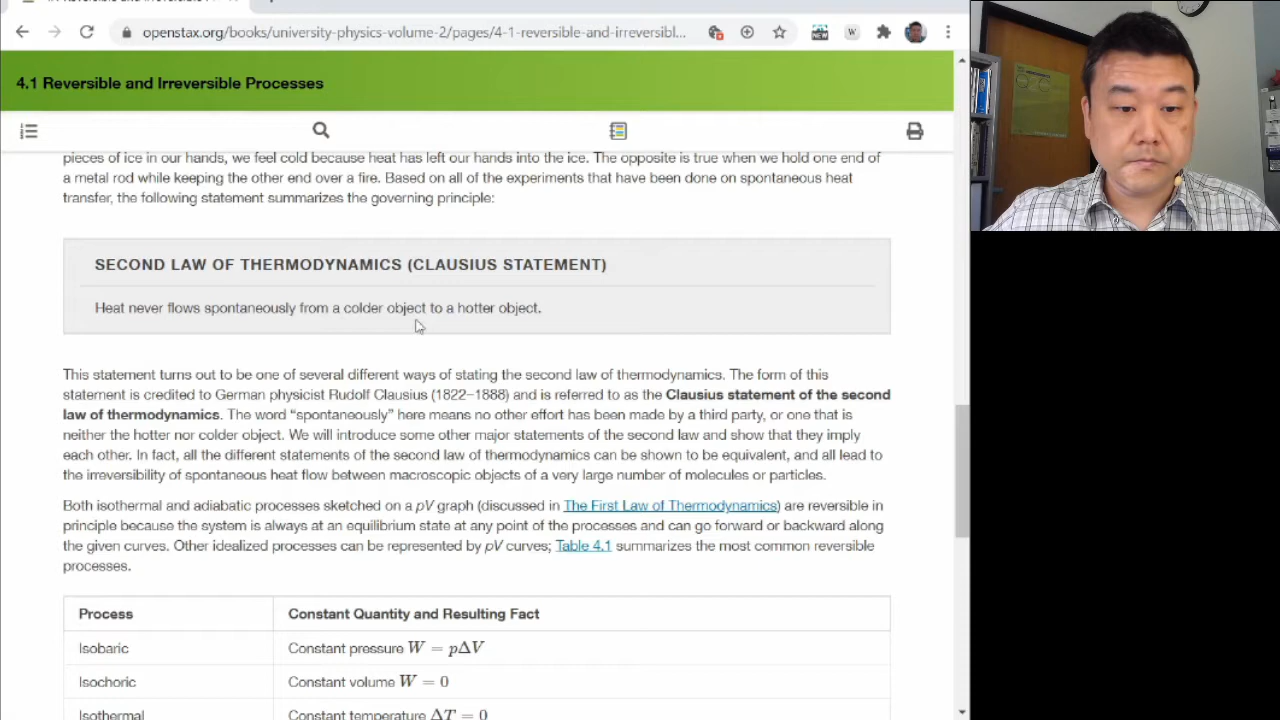 openstax.org/books/university-physics-volume-2/pages/4-1-reversible-and-irreversibl...
NEW
W
4.1 Reversible and Irreversible Processes
pieces of ice in our hands, we feel cold because heat has left our hands into the ice. The opposite is true when we hold one end of
a metal rod while keeping the other end over a fire. Based on all of the experiments that have been done on spontaneous heat
transfer, the following statement summarizes the governing principle:
SECOND LAW OF THERMODYNAMICS (CLAUSIUS STATEMENT)
Heat never flows spontaneously from a colder object to a hotter object.
This statement turns out to be one of several different ways of stating the second law of thermodynamics. The form of this
statement is credited to German physicist Rudolf Clausius (1822−1888) and is referred to as the Clausius statement of the second
law of thermodynamics. The word “spontaneously” here means no other effort has been made by a third party, or one that is
neither the hotter nor colder object. We will introduce some other major statements of the second law and show that they imply
each other. In fact, all the different statements of the second law of thermodynamics can be shown to be equivalent, and all lead to
the irreversibility of spontaneous heat flow between macroscopic objects of a very large number of molecules or particles.
Both isothermal and adiabatic processes sketched on a pV graph (discussed in The First Law of Thermodynamics) are reversible in
principle because the system is always at an equilibrium state at any point of the processes and can go forward or backward along
the given curves. Other idealized processes can be represented by pV curves; Table 4.1 summarizes the most common reversible
processes.
Process Constant Quantity and Resulting Fact
Isobaric Constant pressure W = pΔV
Isochoric Constant volume W = 0
Isothermal Constant temperature ΔT = 0